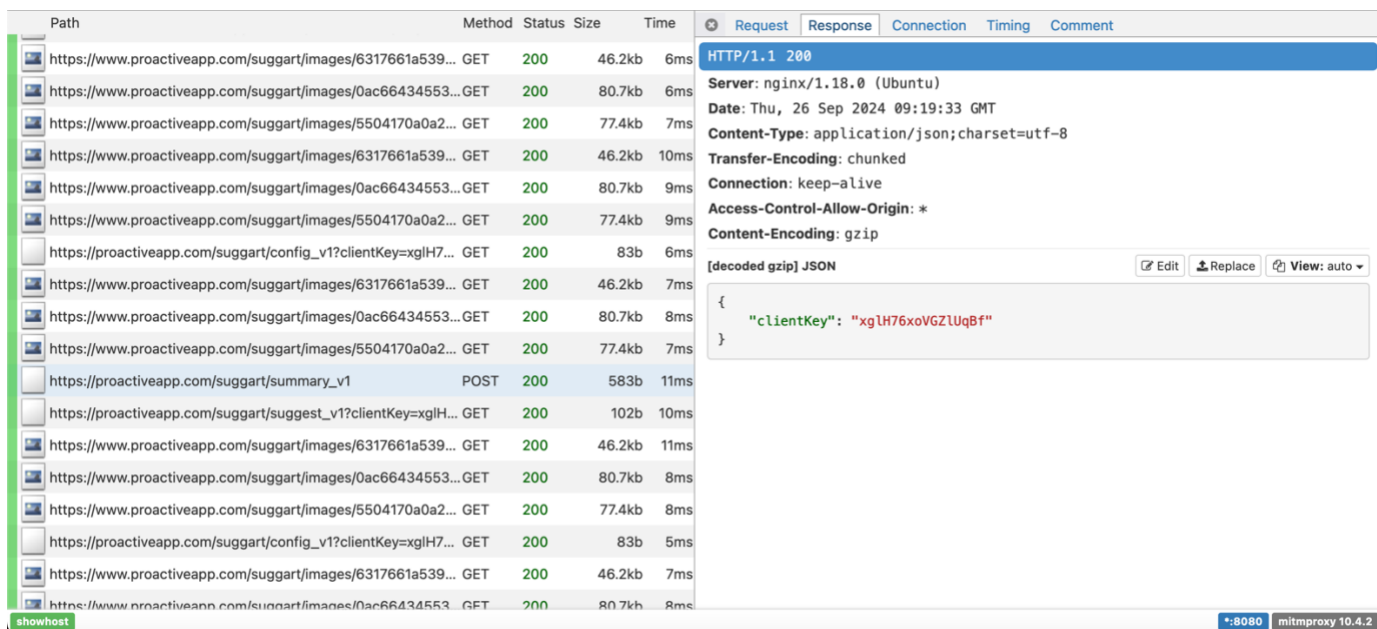 Path Method Status Size Time
https://www.proactiveapp.com/suggart/images/6317661a539... GET 200 46.2kb 6ms
https://www.proactiveapp.com/suggart/images/0ac66434553... GET 200 80.7kb 6ms
https://www.proactiveapp.com/suggart/images/5504170a0a2... GET 200 77.4kb 7ms
https://www.proactiveapp.com/suggart/images/6317661a539... GET 200 46.2kb 10ms
https://www.proactiveapp.com/suggart/images/0ac66434553... GET 200 80.7kb 9ms
https://www.proactiveapp.com/suggart/images/5504170a0a2... GET 200 77.4kb 9ms
https://proactiveapp.com/suggart/config_v1?clientKey=xglH7... GET 200 83b 6ms
https://www.proactiveapp.com/suggart/images/6317661a539... GET 200 46.2kb 7ms
https://www.proactiveapp.com/suggart/images/0ac66434553... GET 200 80.7kb 8ms
https://www.proactiveapp.com/suggart/images/5504170a0a2... GET 200 77.4kb 7ms
https://proactiveapp.com/suggart/summary_v1 POST 200 583b 11ms
https://proactiveapp.com/suggart/suggest_v1?clientKey=xglH... GET 200 102b 10ms
https://www.proactiveapp.com/suggart/images/6317661a539... GET 200 46.2kb 11ms
https://www.proactiveapp.com/suggart/images/0ac66434553... GET 200 80.7kb 8ms
https://www.proactiveapp.com/suggart/images/5504170a0a2... GET 200 77.4kb 8ms
https://proactiveapp.com/suggart/config_v1?clientKey=xglH7... GET 200 83b 5ms
https://www.proactiveapp.com/suggart/images/6317661a539... GET 200 46.2kb 7ms
https://www.proactiveapp.com/suggart/images/0ac66434553... GET 200 80.7kb 8ms
Request Response Connection Timing Comment
HTTP/1.1 200
Server: nginx/1.18.0 (Ubuntu)
Date: Thu, 26 Sep 2024 09:19:33 GMT
Content-Type: application/json;charset=utf-8
Transfer-Encoding: chunked
Connection: keep-alive
Access-Control-Allow-Origin: *
Content-Encoding: gzip
[decoded gzip] JSON Edit Replace View: auto
{
"clientKey": "xglH76xoVGZlUqBf"
}
showhost *:8080 mitmproxy 10.4.2